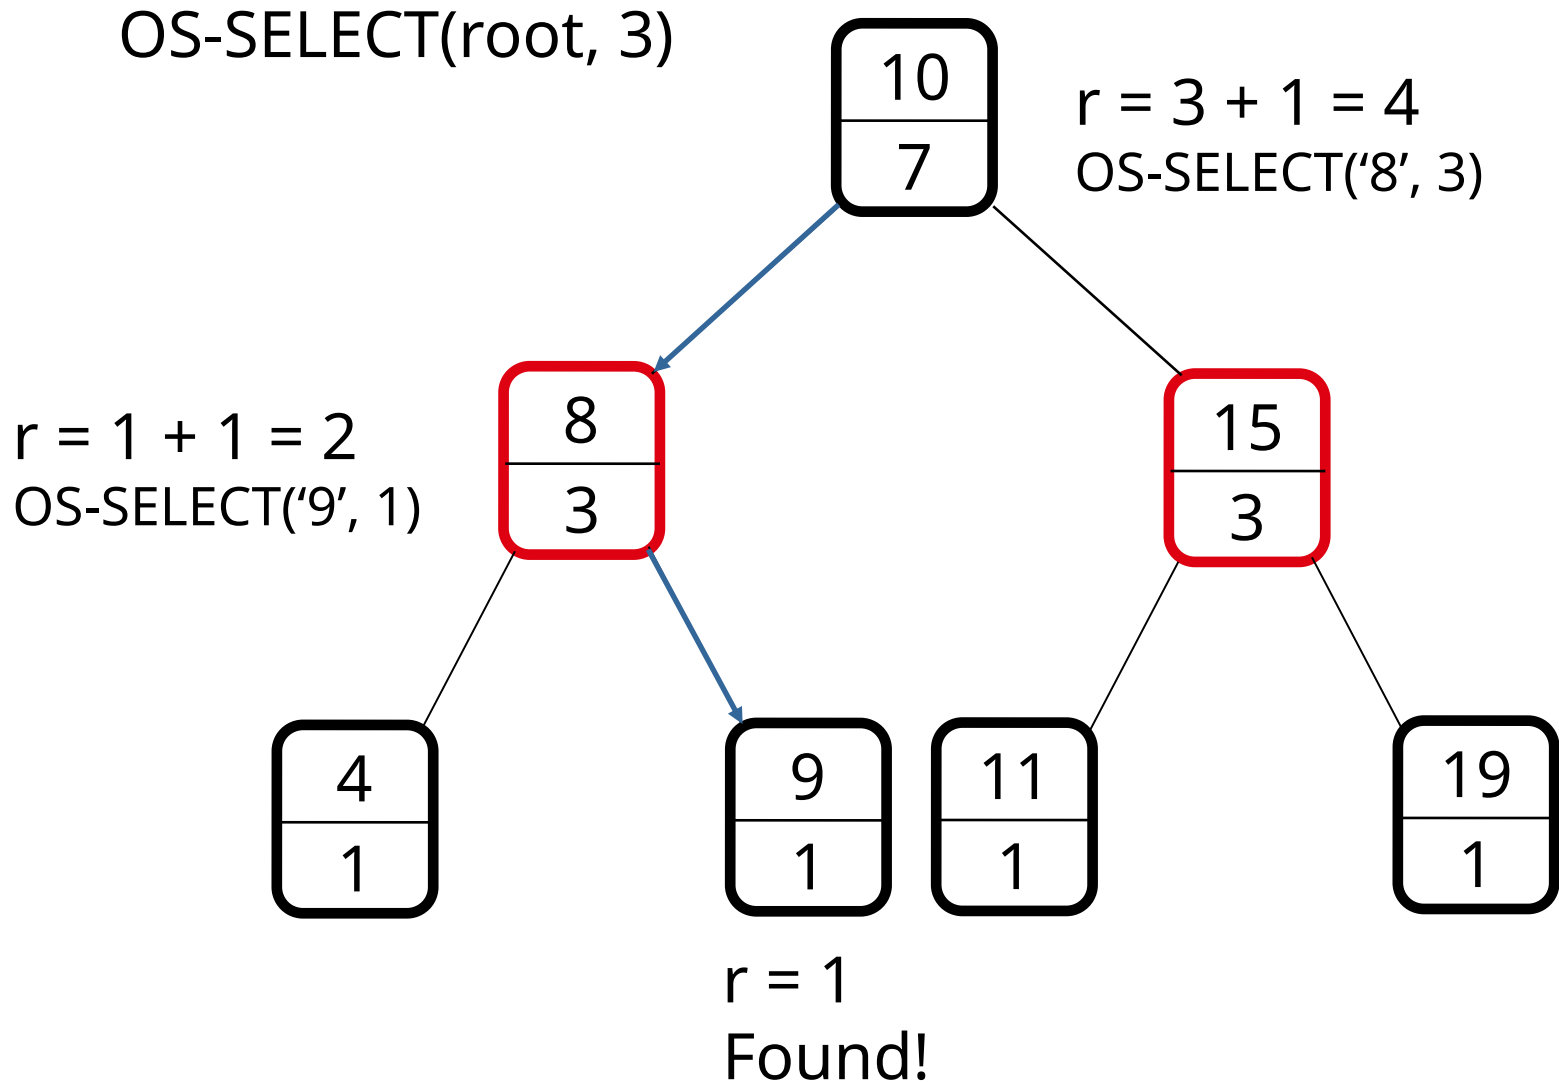 OS-SELECT(root, 3)
10
7
r = 3 + 1 = 4
OS-SELECT(‘8’, 3)
8
3
15
3
r = 1 + 1 = 2
OS-SELECT(‘9’, 1)
4
1
9
1
11
1
19
1
r = 1
Found!